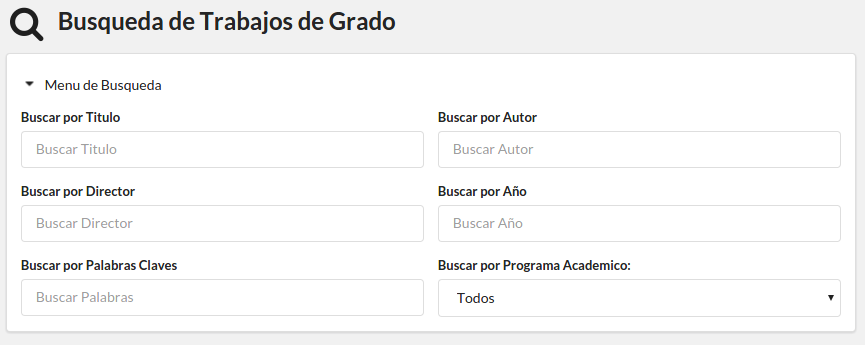 Busqueda de Trabajos de Grado
Menu de Busqueda
Buscar por Titulo
Buscar por Autor
Buscar Titulo
Buscar Autor
Buscar por Director
Buscar por Año
Buscar Director
Buscar Año
Buscar por Palabras Claves
Buscar por Programa Academico:
Buscar Palabras
Todos